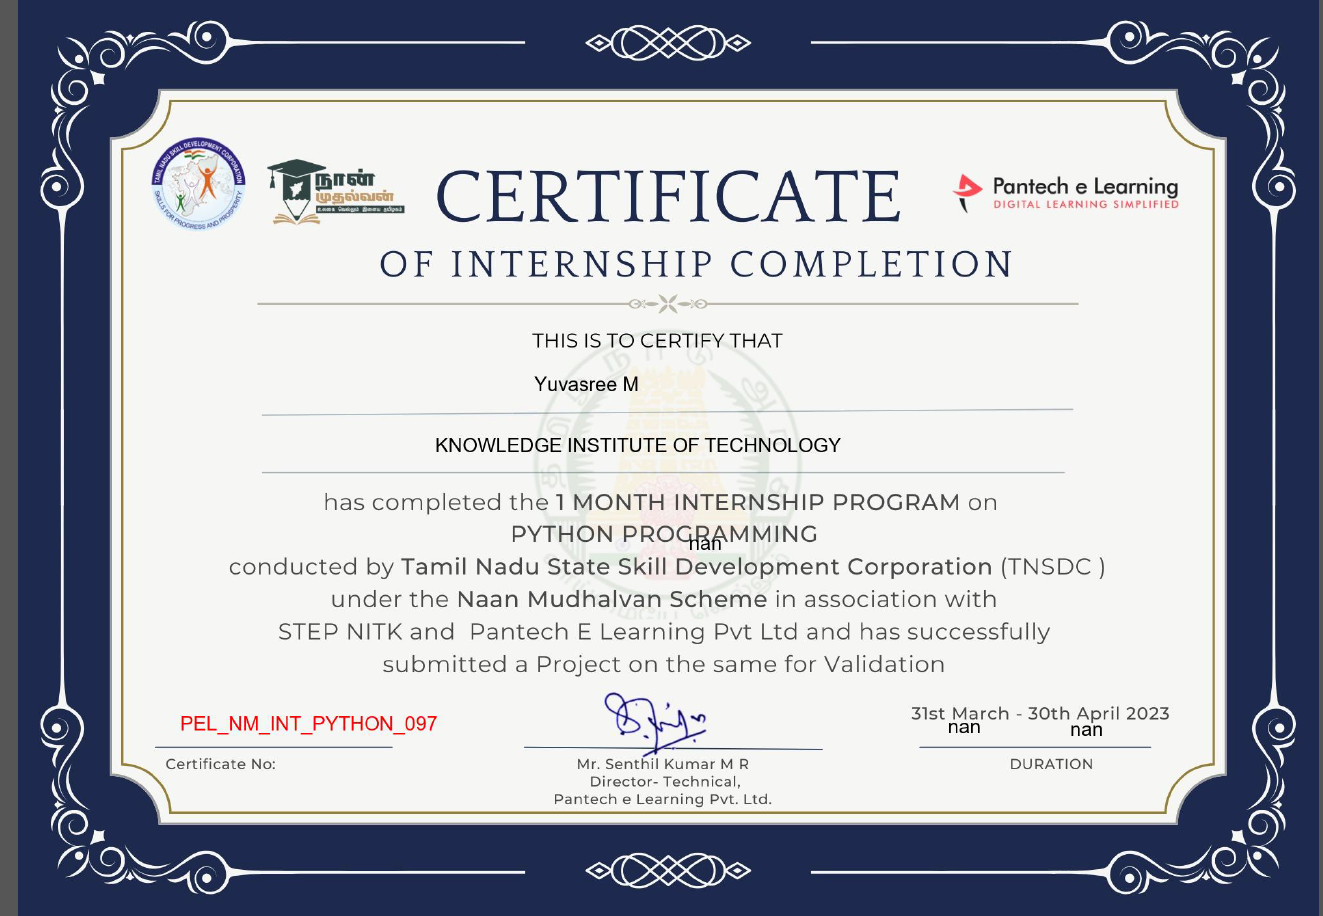 TAMIL NADU SKILL DEVELOPMENT CORPORATION
SKILLS FOR PROGRESS AND PROSPERITY
நான்
முதல்வன்
உலகை வெல்லும் இளைய தமிழகம்
CERTIFICATE
Pantech e Learning
DIGITAL LEARNING SIMPLIFIED
OF INTERNSHIP COMPLETION
THIS IS TO CERTIFY THAT
Yuvasree M
KNOWLEDGE INSTITUTE OF TECHNOLOGY
has completed the 1 MONTH INTERNSHIP PROGRAM on
PYTHON PROGRAMMING
nan
conducted by Tamil Nadu State Skill Development Corporation (TNSDC )
under the Naan Mudhalvan Scheme in association with
STEP NITK and Pantech E Learning Pvt Ltd and has successfully
submitted a Project on the same for Validation
PEL_NM_INT_PYTHON_097
Certificate No:
Mr. Senthil Kumar M R
Director- Technical,
Pantech e Learning Pvt. Ltd.
31st March - 30th April 2023
nan nan
DURATION